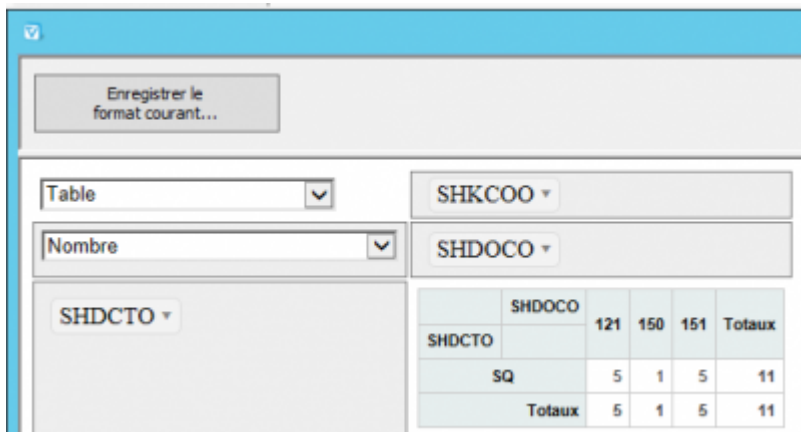 Enregistrer le
format courant...
Table
SHKCOO
Nombre
SHDOCO
SHDCTO
SHDOCO 121 150 151 Totaux
SHDCTO
SQ 5 1 5 11
Totaux 5 1 5 11